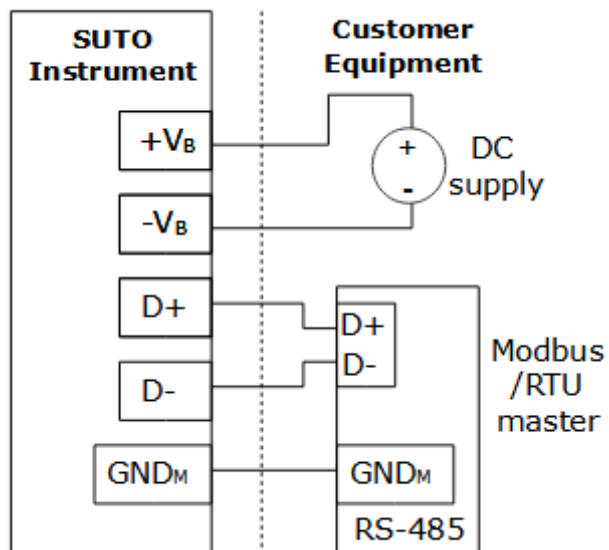 SUTO
Instrument
Customer
Equipment
+VB
+
-
DC
supply
-VB
D+
D-
GNDM
D+
D-
GNDM
RS-485
Modbus
/RTU
master